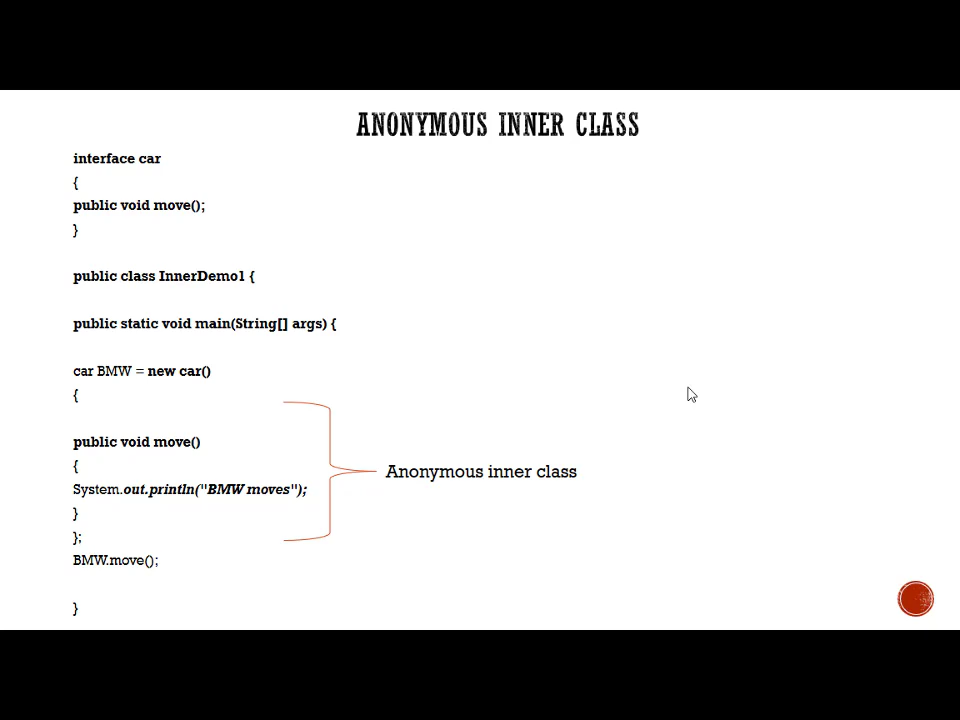 ANONYMOUS INNER CLASS
interface car
{
public void move();
}
public class InnerDemo1 {
public static void main(String[] args) {
car BMW = new car()
{
public void move()
{
System.out.println("BMW moves");
}
};
BMW.move();
}
Anonymous inner class